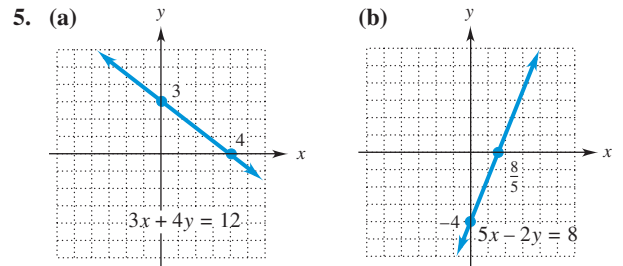 5. (a)
y
3
4
x
3x + 4y = 12
(b)
y
x
8/5
–4
5x – 2y = 8